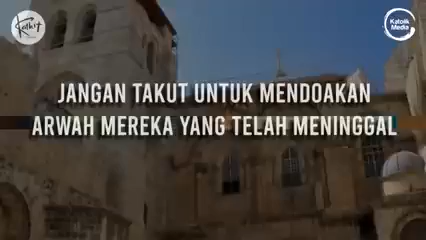 Katolik
Media
JANGAN TAKUT UNTUK MENDOAKAN
ARWAH MEREKA YANG TELAH MENINGGAL